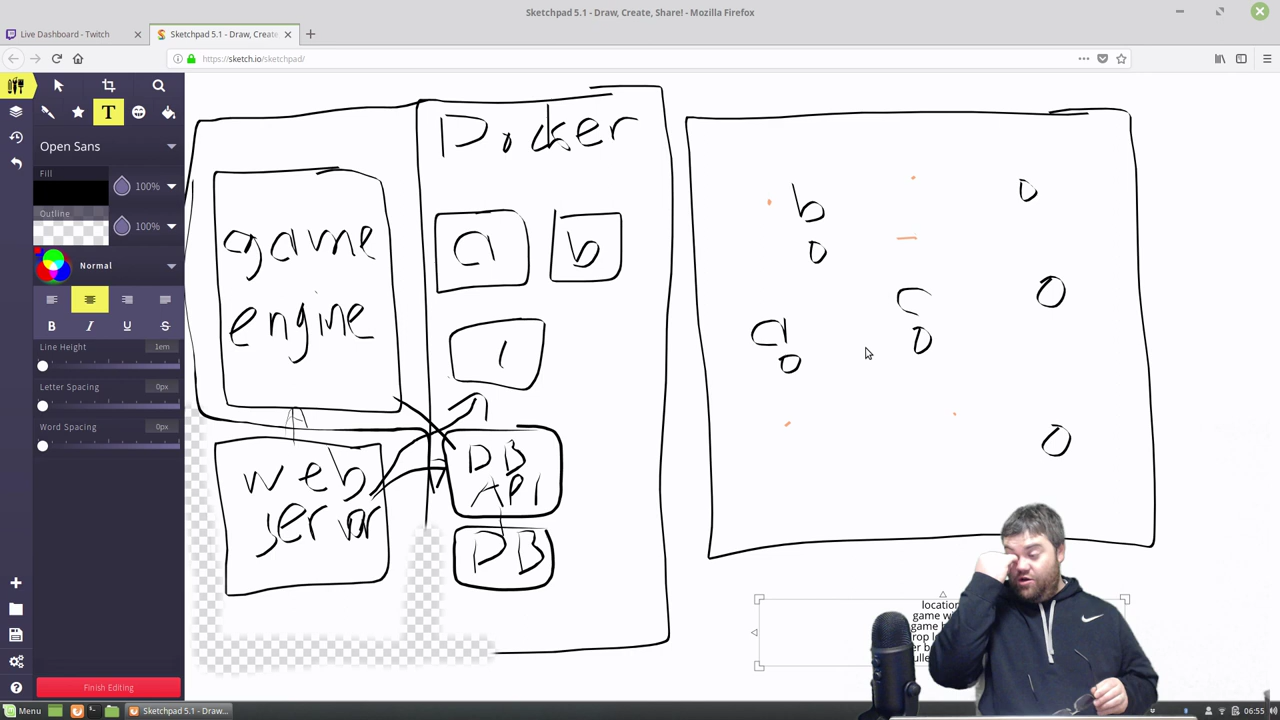 Sketchpad 5.1 - Draw, Create, Share! - Mozilla Firefox
Live Dashboard - Twitch
Sketchpad 5.1 - Draw, Create
https://sketch.io/sketchpad/
T
Open Sans
Fill
100%
Outline
100%
Normal
B I U S
Line Height
1em
Letter Spacing
0px
Word Spacing
0px
Finish Editing
Docker
game
engine
a
b
web
server
DB
API
DB
b
a
location
game
game
Menu
Sketchpad 5.1 - Draw...
06:55